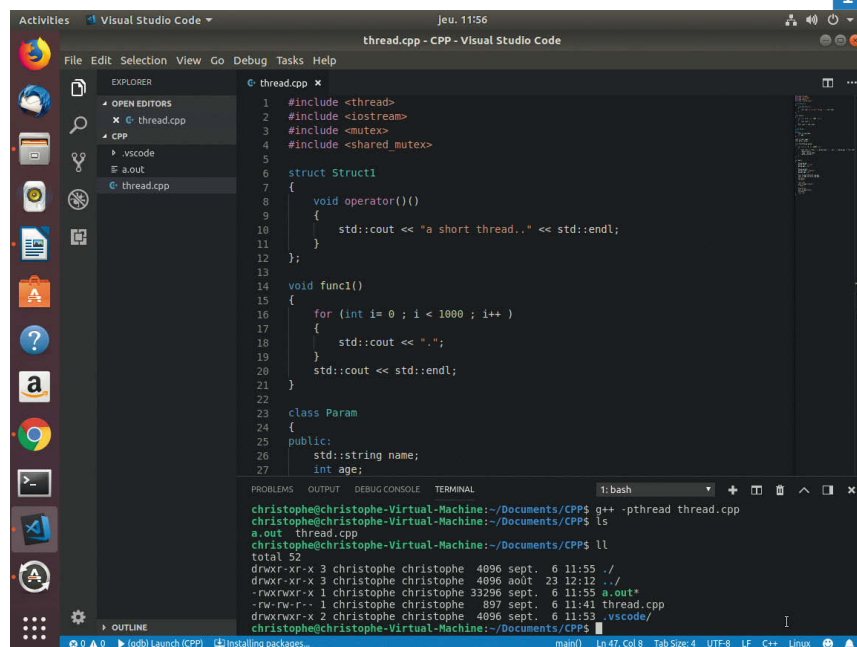 1
Activities Visual Studio Code jeu. 11:56
thread.cpp - CPP - Visual Studio Code
File Edit Selection View Go Debug Tasks Help
EXPLORER
OPEN EDITORS
thread.cpp
CPP
.vscode
a.out
thread.cpp
OUTLINE
thread.cpp
1 #include <thread>
2 #include <iostream>
3 #include <mutex>
4 #include <shared_mutex>
5
6 struct Struct1
7 {
8 void operator()()
9 {
10 std::cout << "a short thread.." << std::endl;
11 }
12 };
13
14 void func1()
15 {
16 for (int i= 0 ; i < 1000 ; i++ )
17 {
18 std::cout << ".";
19 }
20 std::cout << std::endl;
21 }
22
23 class Param
24 {
25 public:
26 std::string name;
27 int age;
PROBLEMS OUTPUT DEBUG CONSOLE TERMINAL 1: bash
christophe@christophe-Virtual-Machine:~/Documents/CPP$ g++ -pthread thread.cpp
christophe@christophe-Virtual-Machine:~/Documents/CPP$ ls
a.out thread.cpp
christophe@christophe-Virtual-Machine:~/Documents/CPP$ ll
total 52
drwxr-xr-x 3 christophe christophe 4096 sept. 6 11:55 ./
drwxr-xr-x 3 christophe christophe 4096 août 23 12:12 ../
-rwxrwxr-x 1 christophe christophe 33296 sept. 6 11:55 a.out*
-rw-rw-r-- 1 christophe christophe 897 sept. 6 11:41 thread.cpp
drwxrwxr-x 2 christophe christophe 4096 sept. 6 11:53 .vscode/
christophe@christophe-Virtual-Machine:~/Documents/CPP$
0 0 (gdb) Launch (CPP) Installing packages... main() Ln 47, Col 8 Tab Size: 4 UTF-8 LF C++ Linux